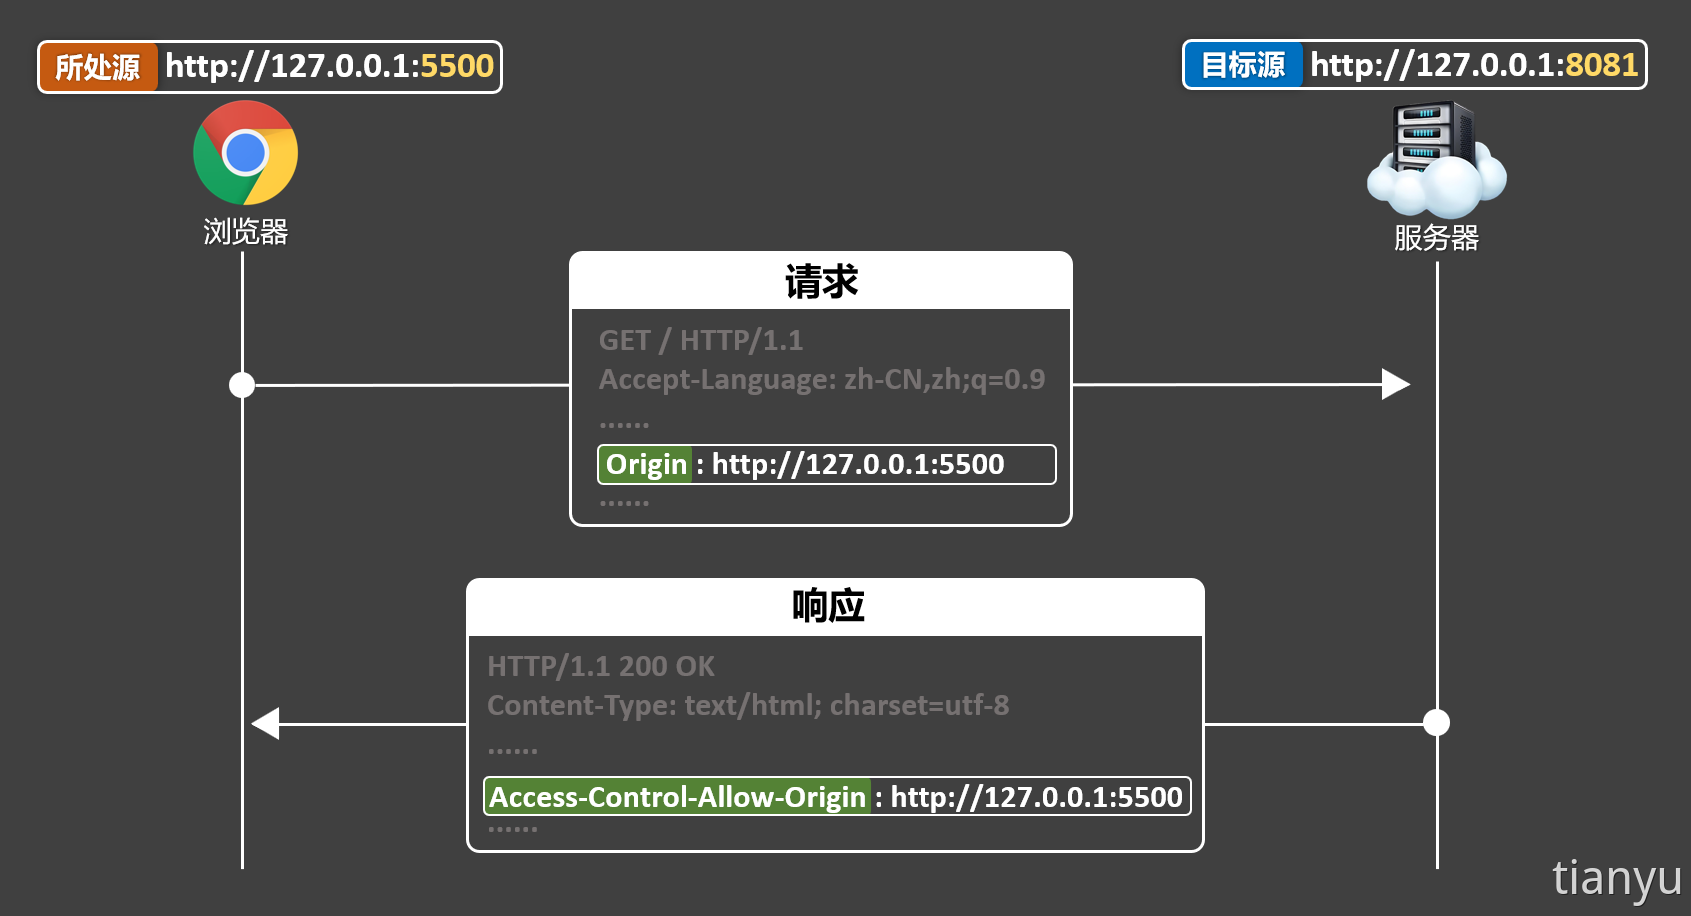 所处源 http://127.0.0.1:5500
目标源 http://127.0.0.1:8081
浏览器
服务器
请求
GET / HTTP/1.1
Accept-Language: zh-CN,zh;q=0.9
......
Origin : http://127.0.0.1:5500
......
响应
HTTP/1.1 200 OK
Content-Type: text/html; charset=utf-8
......
Access-Control-Allow-Origin : http://127.0.0.1:5500
......
tianyu